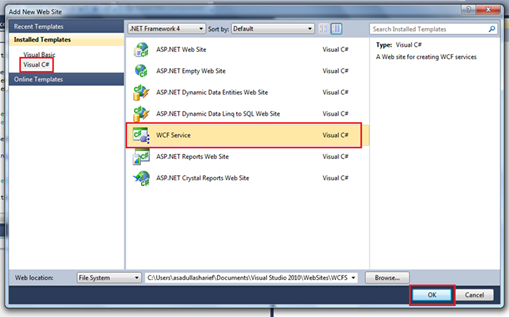 Add New Web Site
Recent Templates
.NET Framework 4
Sort by:
Default
Search Installed Templates
Installed Templates
Visual Basic
Visual C#
Online Templates
ASP.NET Web Site Visual C#
ASP.NET Empty Web Site Visual C#
ASP.NET Dynamic Data Entities Web Site Visual C#
ASP.NET Dynamic Data Linq to SQL Web Site Visual C#
WCF Service Visual C#
ASP.NET Reports Web Site Visual C#
ASP.NET Crystal Reports Web Site Visual C#
Type: Visual C#
A Web site for creating WCF services
Web location: File System C:\Users\asadullasharief\Documents\Visual Studio 2010\WebSites\WCFS Browse...
OK Cancel